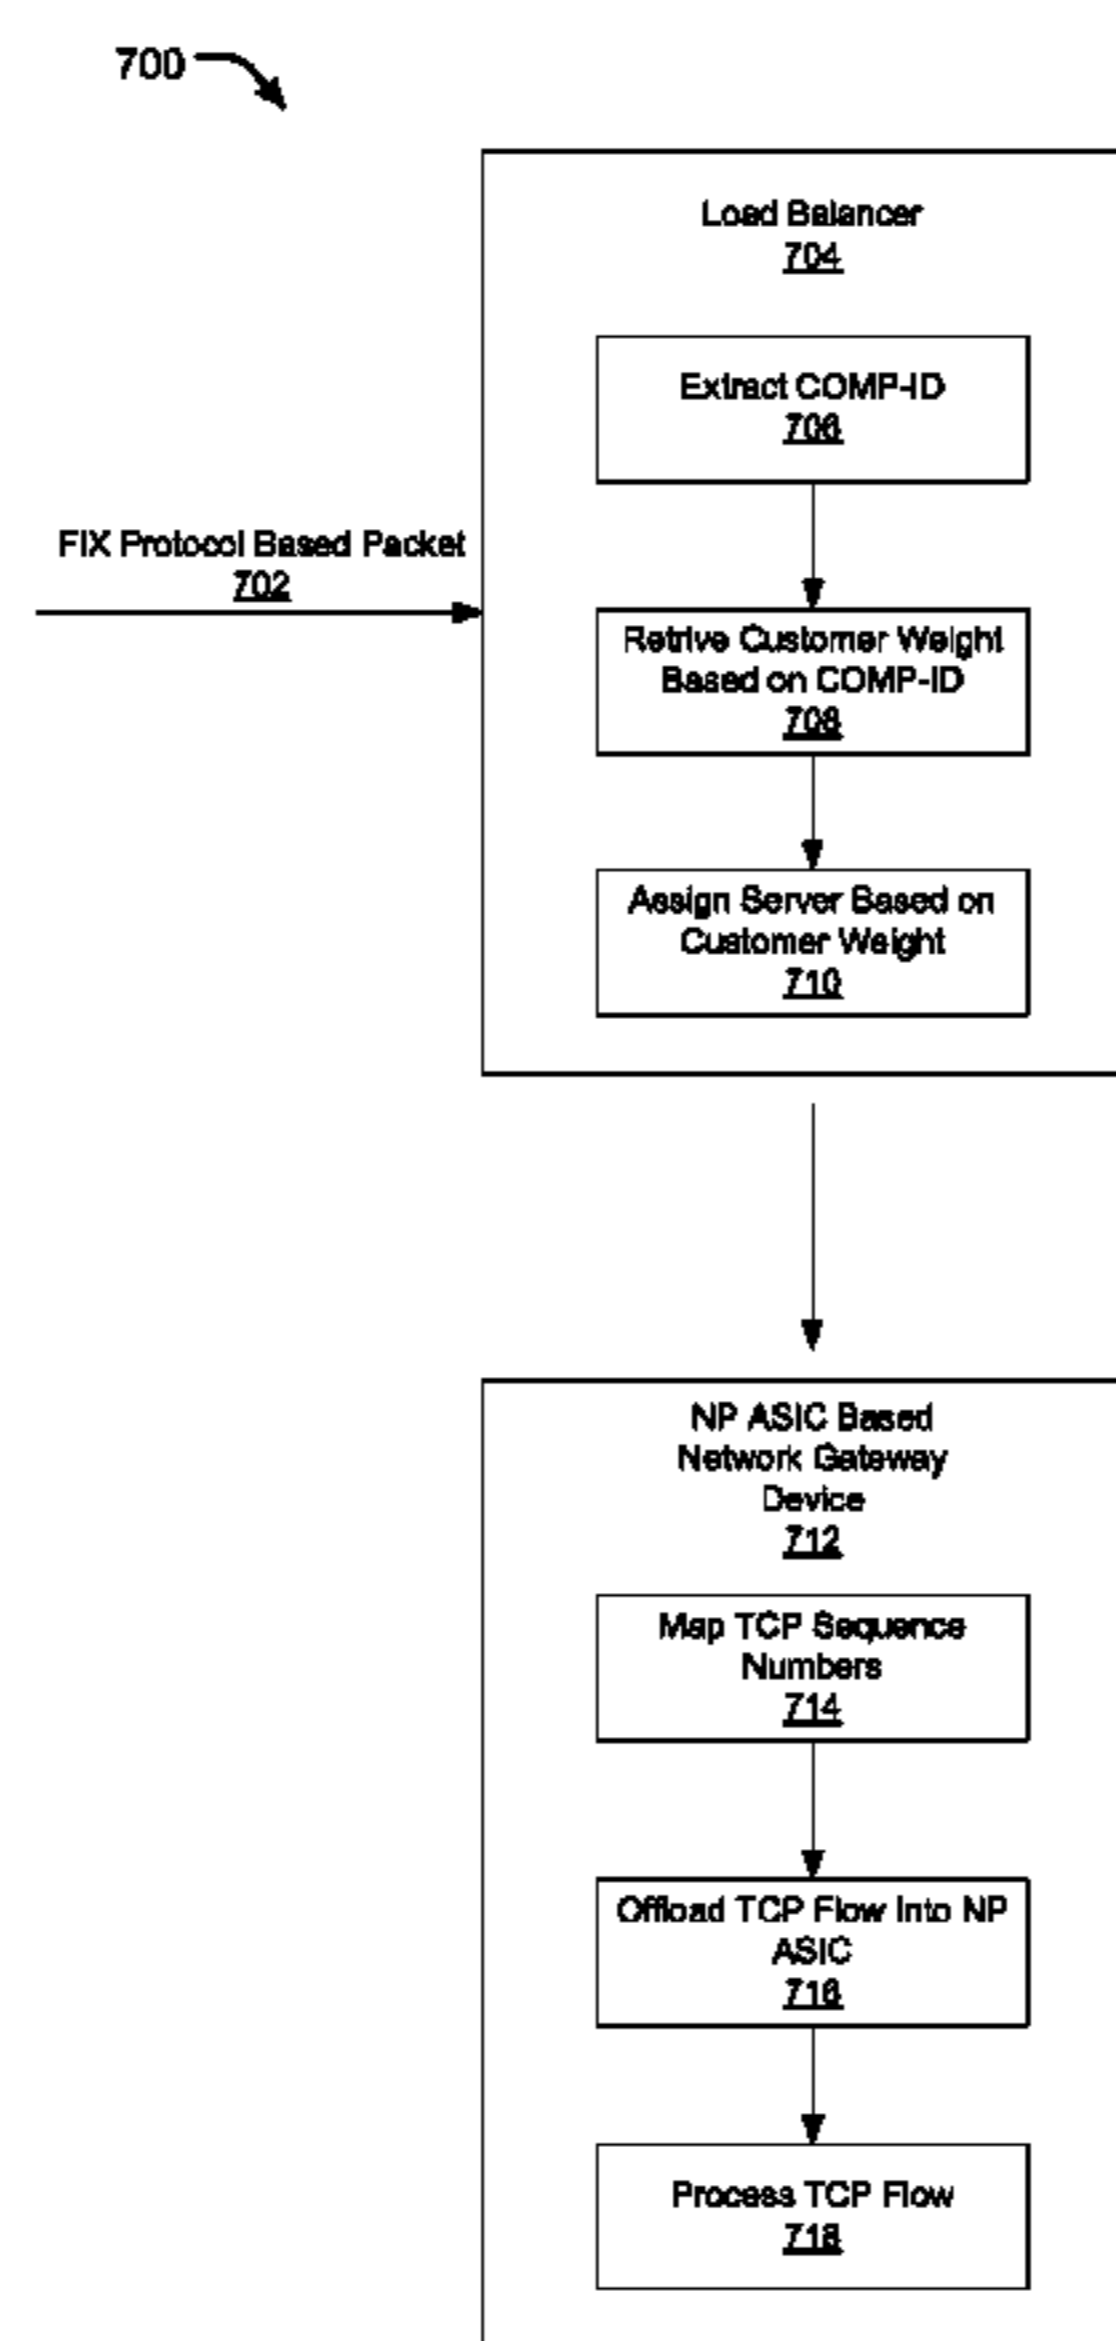 700
Load Balancer
704
Extract COMP-ID
706
FIX Protocol Based Packet
702
Retrive Customer Weight
Based on COMP-ID
708
Assign Server Based on
Customer Weight
710
NP ASIC Based
Network Gateway
Device
712
Map TCP Sequence
Numbers
714
Offload TCP Flow Into NP
ASIC
716
Process TCP Flow
718